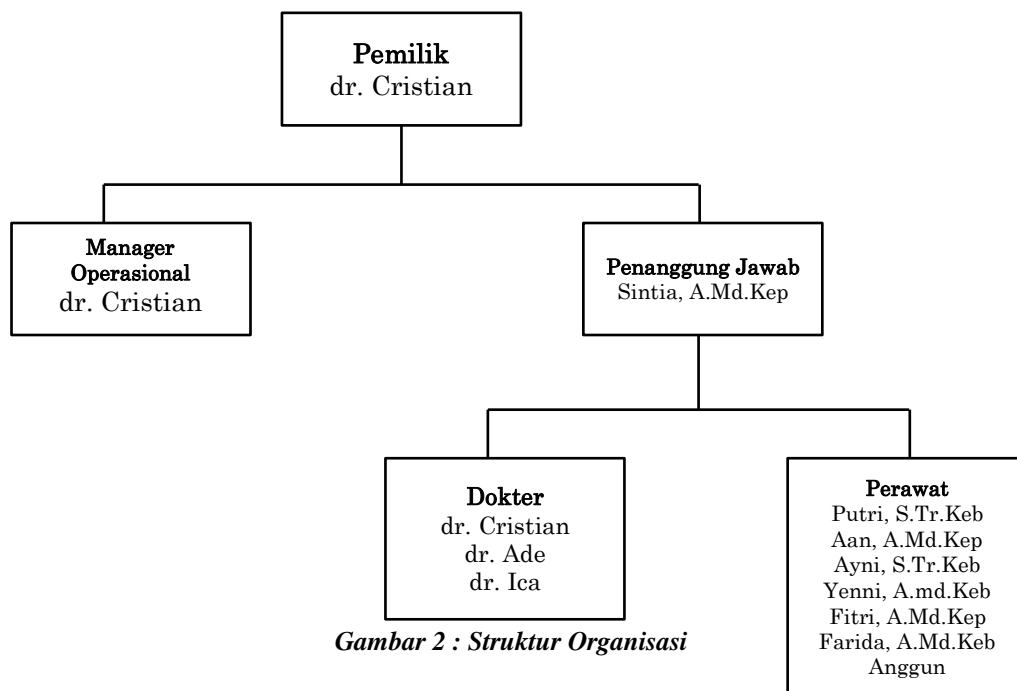 Pemilik
dr. Cristian
Manager
Operasional
dr. Cristian
Penanggung Jawab
Sintia, A.Md.Kep
Dokter
dr. Cristian
dr. Ade
dr. Ica
Perawat
Putri, S.Tr.Keb
Aan, A.Md.Kep
Ayni, S.Tr.Keb
Yenni, A.md.Keb
Fitri, A.Md.Kep
Farida, A.Md.Keb
Anggun
Gambar 2 : Struktur Organisasi